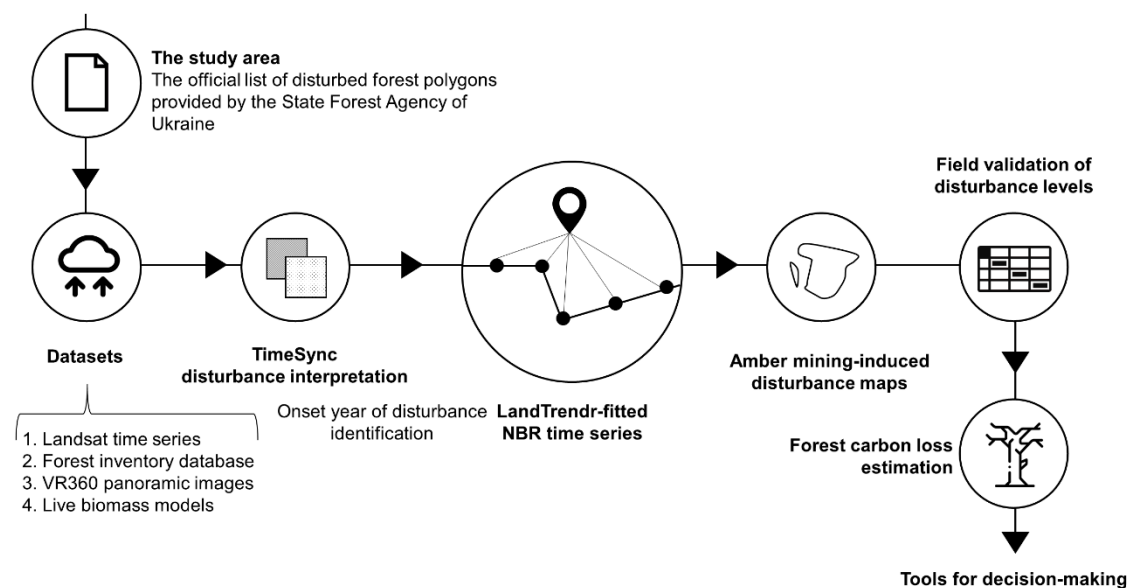 The study area
The official list of disturbed forest polygons
provided by the State Forest Agency of
Ukraine
Field validation of
disturbance levels
Datasets
TimeSync
disturbance interpretation
Onset year of disturbance
identification
LandTrendr-fitted
NBR time series
Amber mining-induced
disturbance maps
1. Landsat time series
2. Forest inventory database
3. VR360 panoramic images
4. Live biomass models
Forest carbon loss
estimation
Tools for decision-making